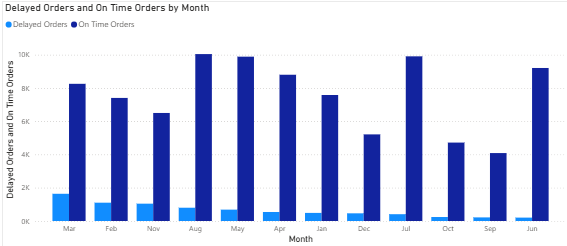 Delayed Orders and On Time Orders by Month
Delayed Orders On Time Orders
Delayed Orders and On Time Orders
10K
8K
6K
4K
2K
0K
Mar Feb Nov Aug May Apr Jan Dec Jul Oct Sep Jun
Month